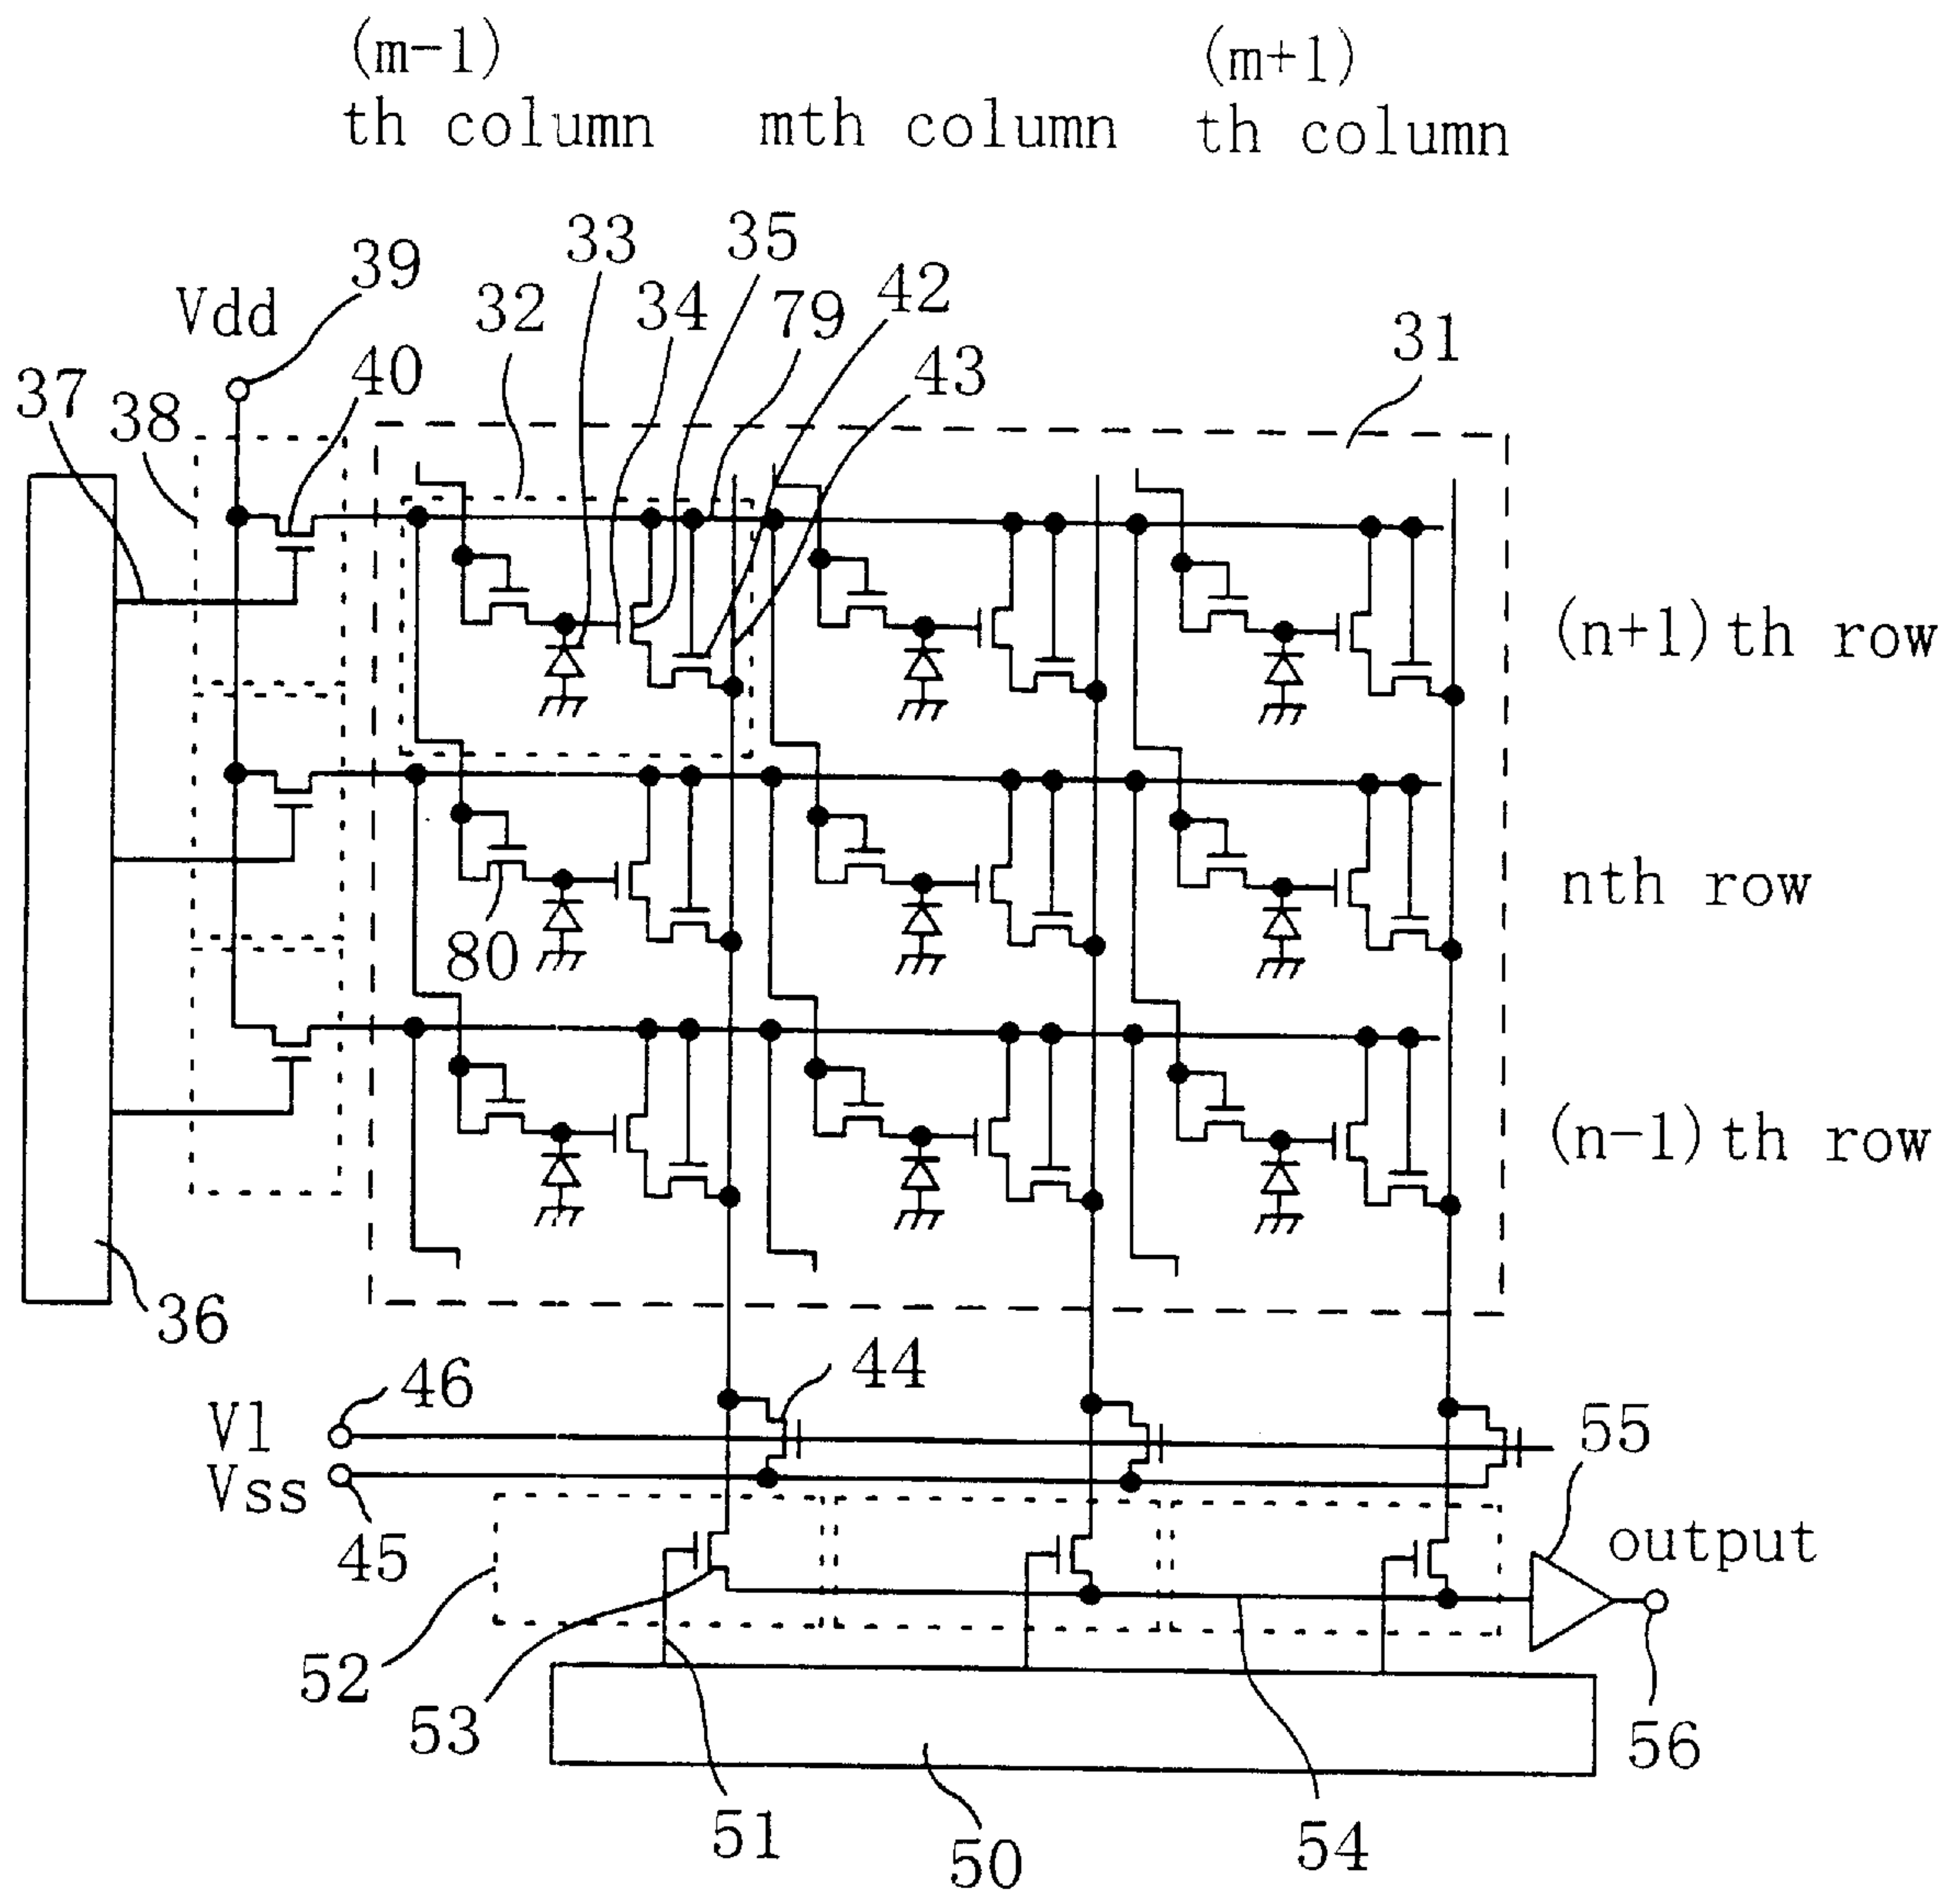 (m-1)
th column
mth column
(m+1)
th column
33
35
39
32
34
79
42
Vdd
31
43
40
37
38
(n+1)th row
nth row
80
(n-1)th row
36
44
46
V1
55
Vss
45
output
52
53
56
51
50
54